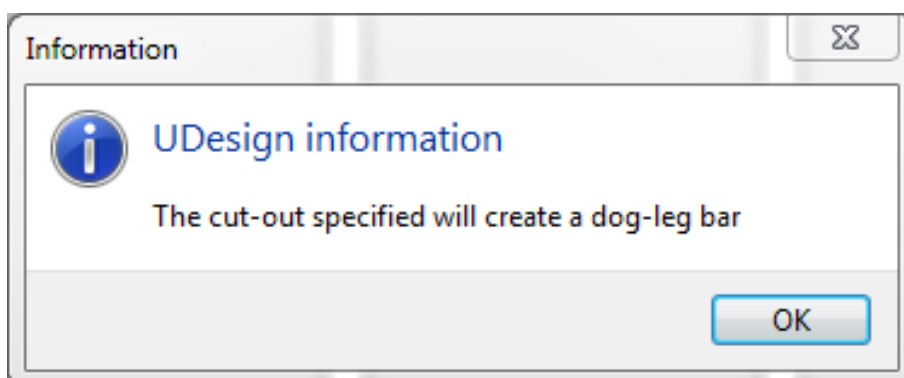 Information
UDesign information
The cut-out specified will create a dog-leg bar
OK